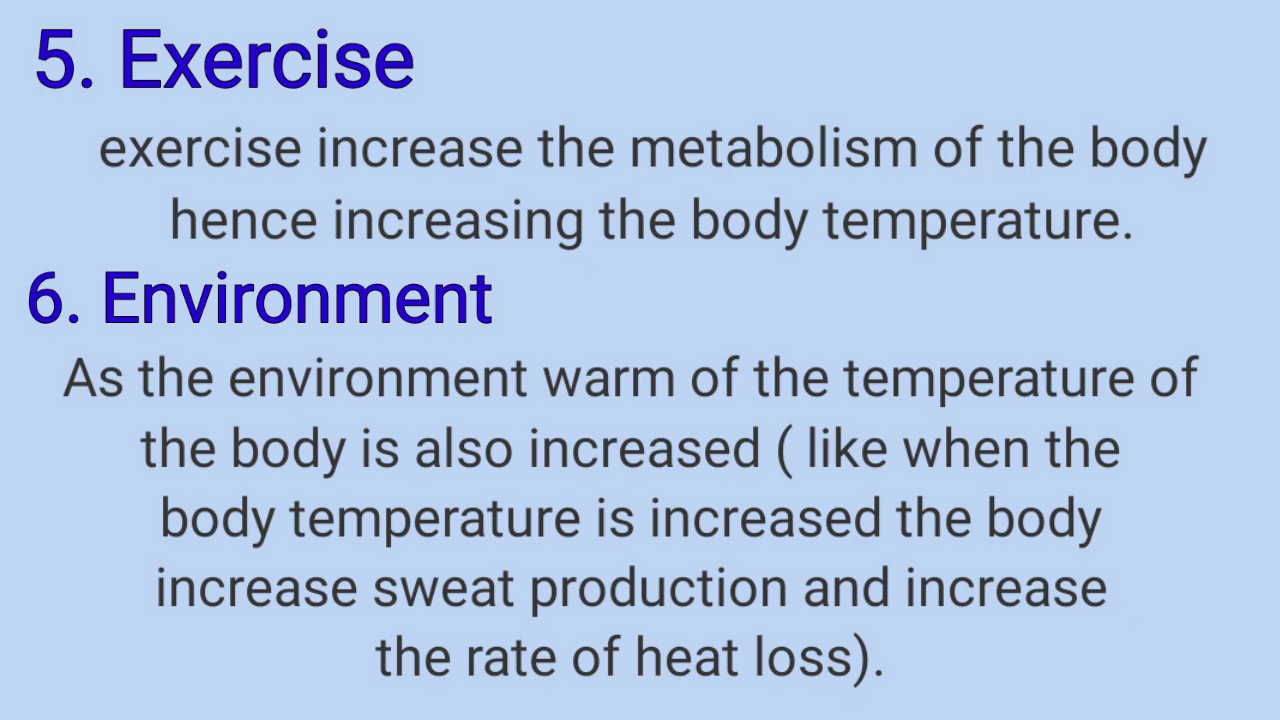 5. Exercise
exercise increase the metabolism of the body
hence increasing the body temperature.
6. Environment
As the environment warm of the temperature of
the body is also increased ( like when the
body temperature is increased the body
increase sweat production and increase
the rate of heat loss).